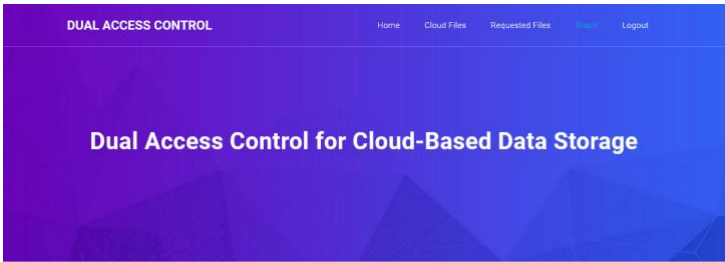 DUAL ACCESS CONTROL Home Cloud Files Requested Files Graph Logout
Dual Access Control for Cloud-Based Data Storage